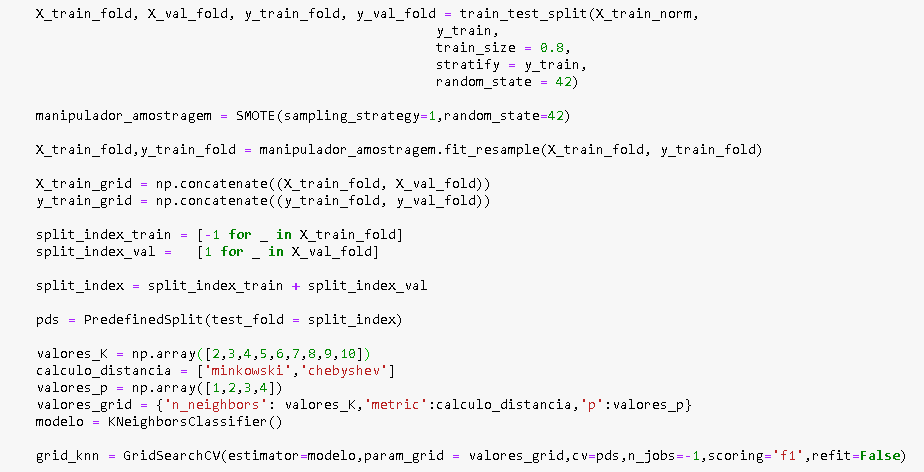 X_train_fold, X_val_fold, y_train_fold, y_val_fold = train_test_split(X_train_norm,
y_train,
train_size = 0.8,
stratify = y_train,
random_state = 42)
manipulador_amostragem = SMOTE(sampling_strategy=1,random_state=42)
X_train_fold,y_train_fold = manipulador_amostragem.fit_resample(X_train_fold, y_train_fold)
X_train_grid = np.concatenate((X_train_fold, X_val_fold))
y_train_grid = np.concatenate((y_train_fold, y_val_fold))
split_index_train = [-1 for _ in X_train_fold]
split_index_val =   [1 for _ in X_val_fold]
split_index = split_index_train + split_index_val
pds = PredefinedSplit(test_fold = split_index)
valores_K = np.array([2,3,4,5,6,7,8,9,10])
calculo_distancia = ['minkowski','chebyshev']
valores_p = np.array([1,2,3,4])
valores_grid = {'n_neighbors': valores_K,'metric':calculo_distancia,'p':valores_p}
modelo = KNeighborsClassifier()
grid_knn = GridSearchCV(estimator=modelo,param_grid = valores_grid,cv=pds,n_jobs=-1,scoring='f1',refit=False)